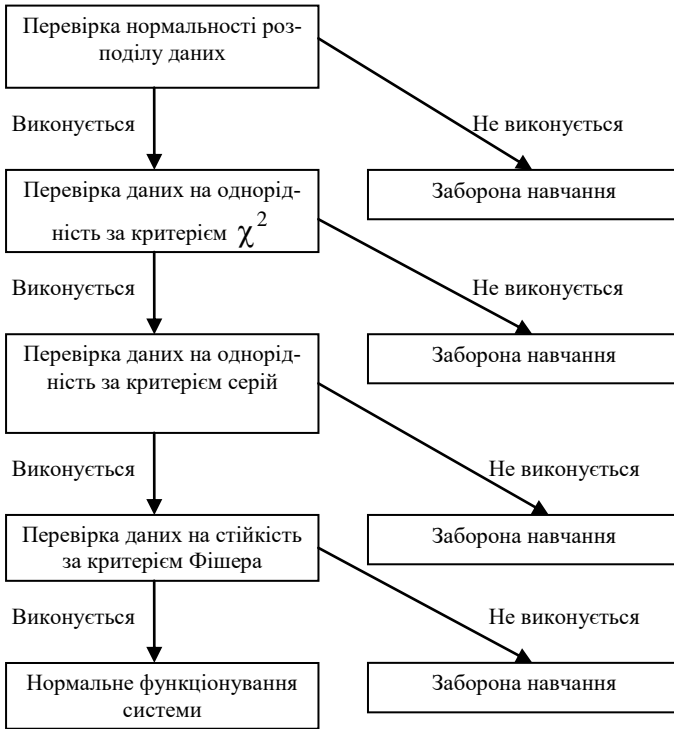 Перевірка нормальності роз-
поділу даних
Виконується
Не виконується
Перевірка даних на однорід-
ність за критерієм χ²
Заборона навчання
Виконується
Не виконується
Перевірка даних на однорід-
ність за критерієм серій
Заборона навчання
Виконується
Не виконується
Перевірка даних на стійкість
за критерієм Фішера
Заборона навчання
Виконується
Не виконується
Нормальне функціонування
системи
Заборона навчання